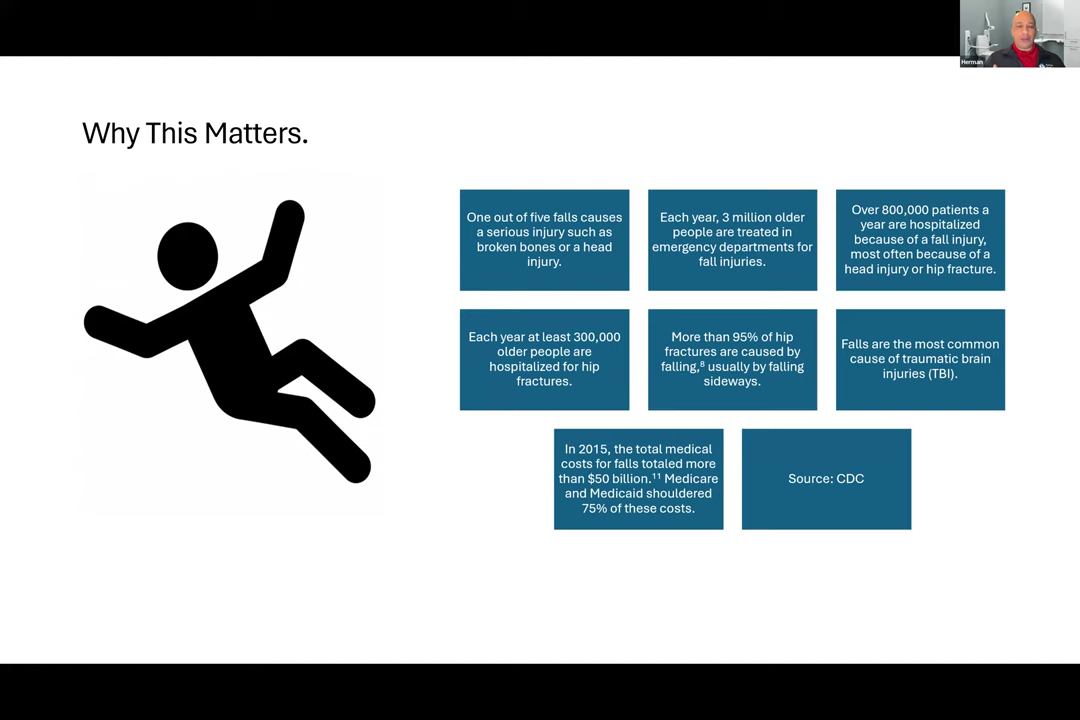 Herman
Why This Matters.
One out of five falls causes
a serious injury such as
broken bones or a head
injury.
Each year, 3 million older
people are treated in
emergency departments for
fall injuries.
Over 800,000 patients a
year are hospitalized
because of a fall injury,
most often because of a
head injury or hip fracture.
Each year at least 300,000
older people are
hospitalized for hip
fractures.
More than 95% of hip
fractures are caused by
falling,⁸ usually by falling
sideways.
Falls are the most common
cause of traumatic brain
injuries (TBI).
In 2015, the total medical
costs for falls totaled more
than $50 billion.¹¹ Medicare
and Medicaid shouldered
75% of these costs.
Source: CDC